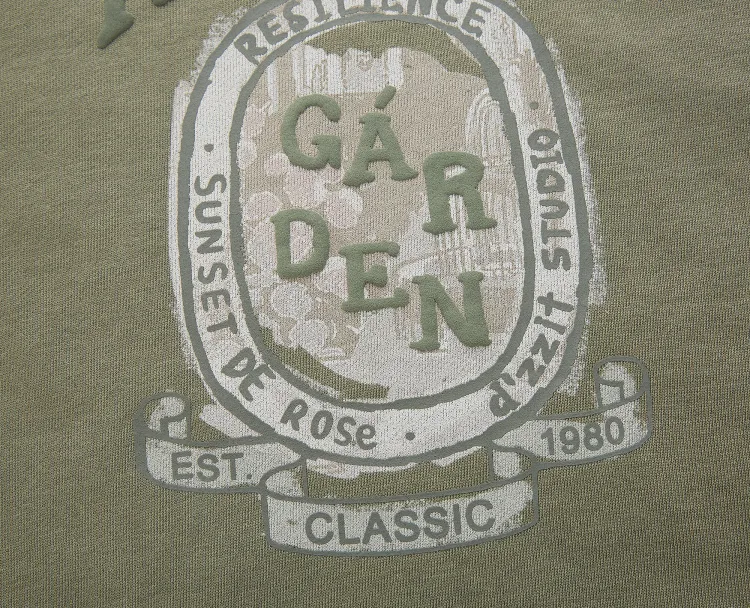 RESILIENCE
GÁR
DEN
SUNSET DE ROSE
d'zzit STUDIO
EST.
CLASSIC
1980